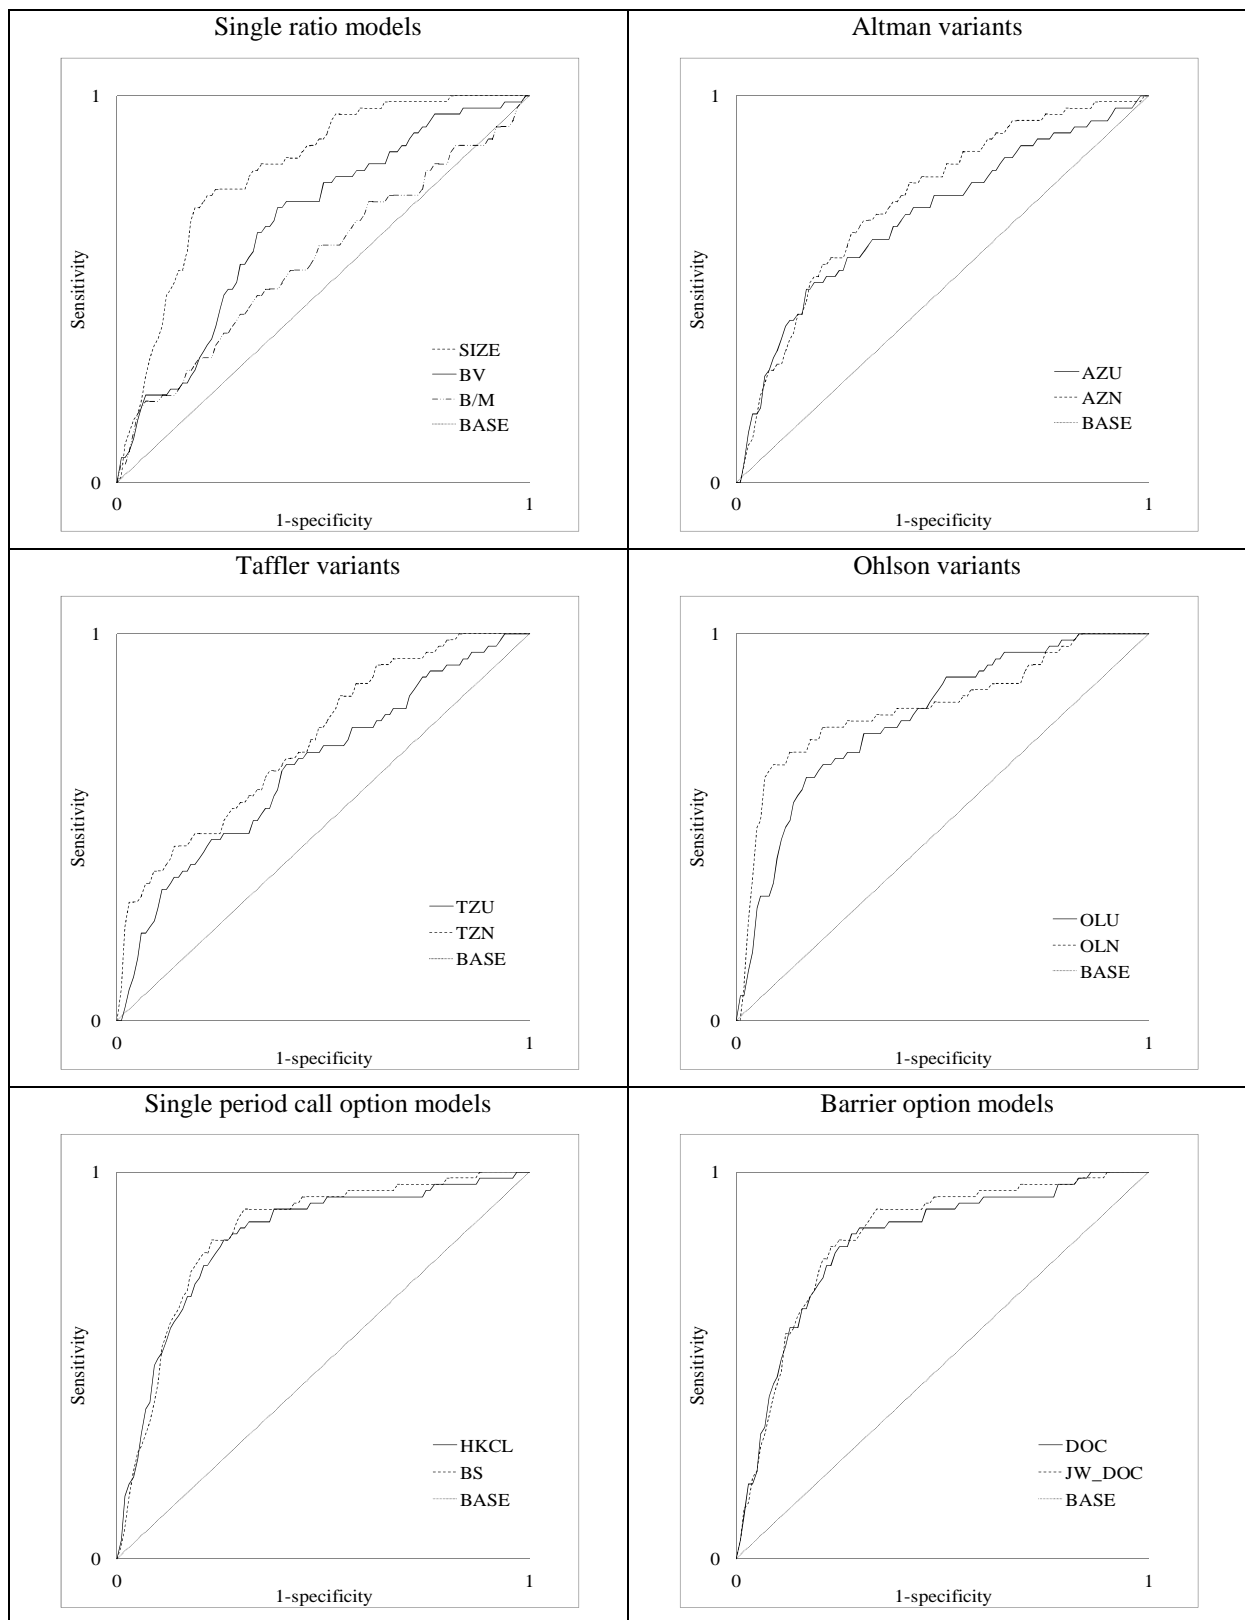 Single ratio models
1
Sensitivity
SIZE
BV
B/M
BASE
0
0
1
1-specificity
Altman variants
1
Sensitivity
AZU
AZN
BASE
0
0
1
1-specificity
Taffler variants
1
Sensitivity
TZU
TZN
BASE
0
0
1
1-specificity
Ohlson variants
1
Sensitivity
OLU
OLN
BASE
0
0
1
1-specificity
Single period call option models
1
Sensitivity
HKCL
BS
BASE
0
0
1
1-specificity
Barrier option models
1
Sensitivity
DOC
JW_DOC
BASE
0
0
1
1-specificity